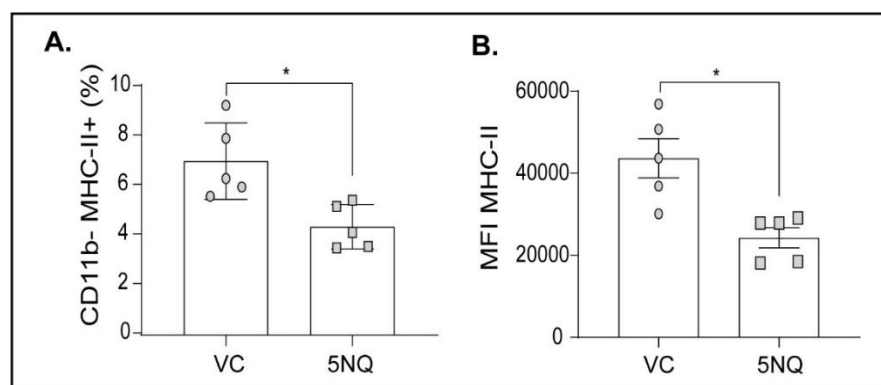 A.
CD11b- MHC-II+ (%)
10
8
6
4
2
0
*
VC
5NQ
B.
MFI MHC-II
60000
40000
20000
0
*
VC
5NQ